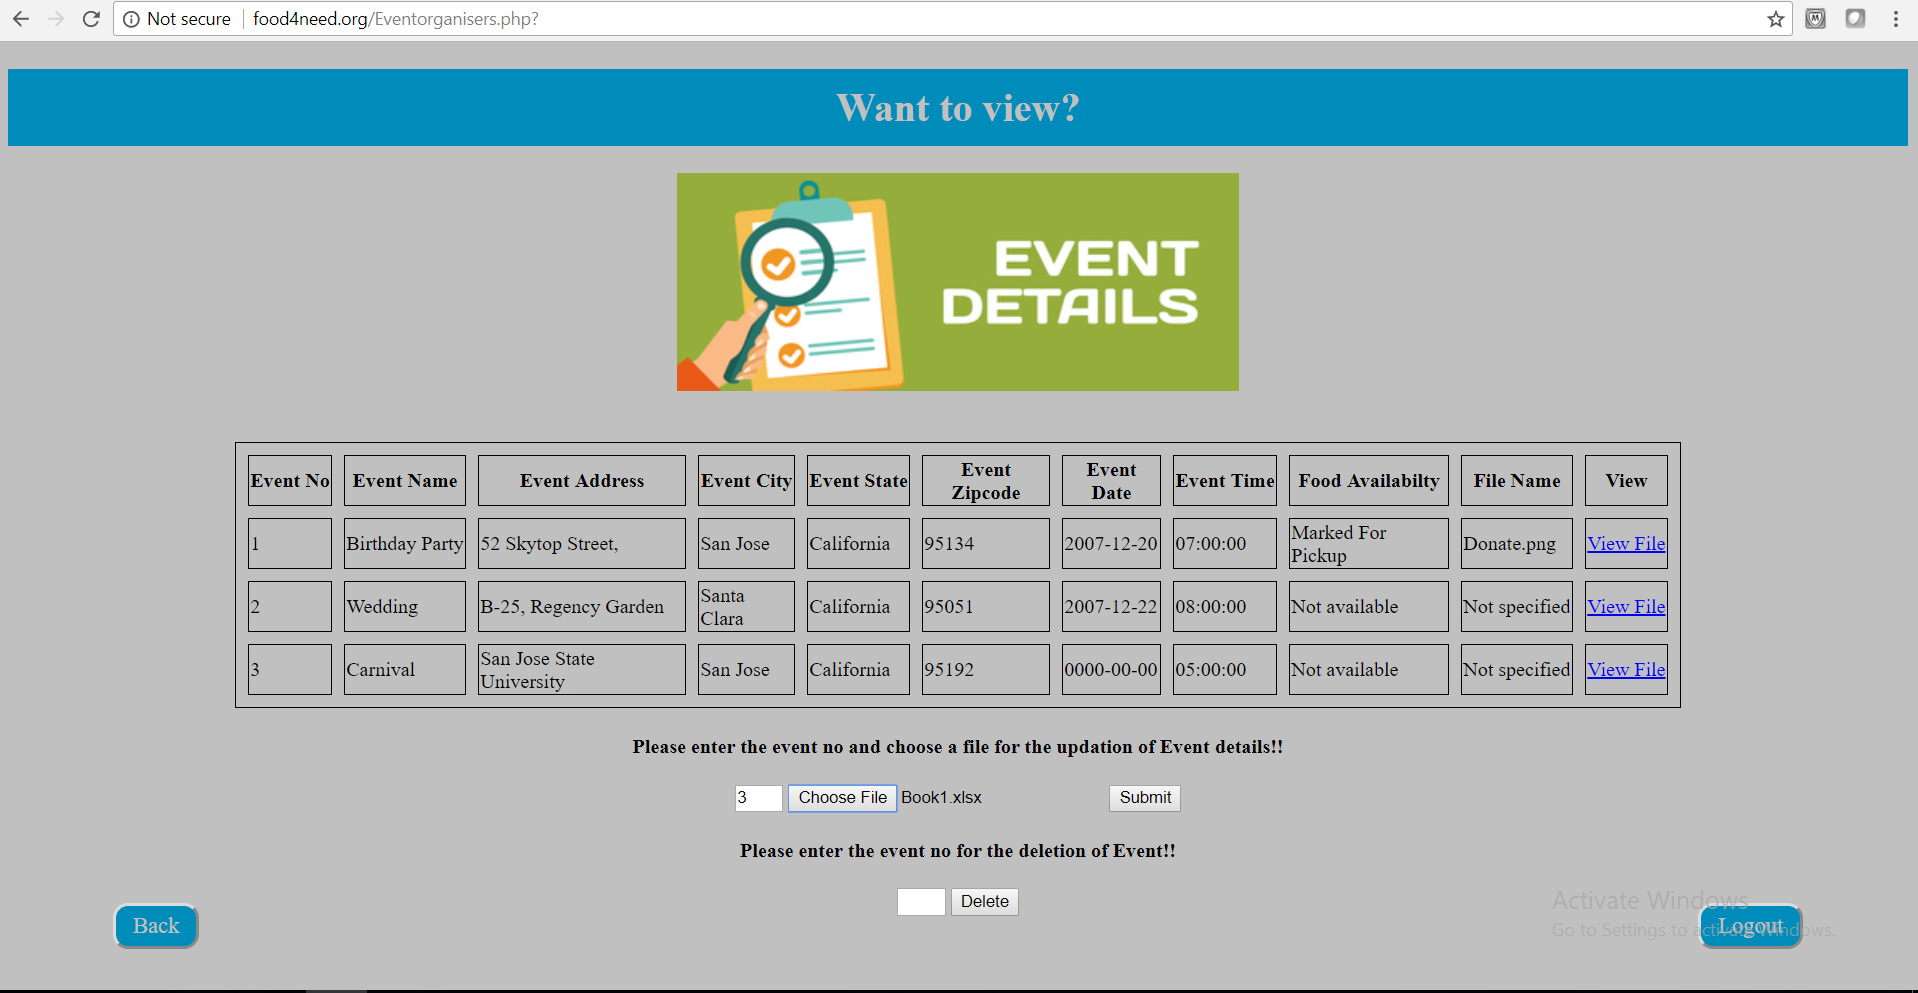 Not secure food4need.org/Eventorganisers.php?
Want to view?
EVENT
DETAILS
Event No Event Name Event Address Event City Event State Event Zipcode Event Date Event Time Food Availabilty File Name View
1 Birthday Party 52 Skytop Street, San Jose California 95134 2007-12-20 07:00:00 Marked For Pickup Donate.png View File
2 Wedding B-25, Regency Garden Santa Clara California 95051 2007-12-22 08:00:00 Not available Not specified View File
3 Carnival San Jose State University San Jose California 95192 0000-00-00 05:00:00 Not available Not specified View File
Please enter the event no and choose a file for the updation of Event details!!
3 Choose File Book1.xlsx Submit
Please enter the event no for the deletion of Event!!
Delete
Back
Logout
Activate Windows
Go to Settings to activate Windows.